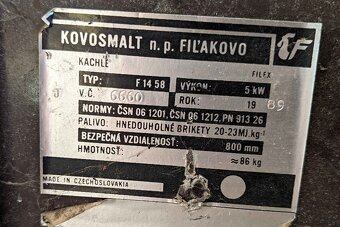 KOVOSMALT n.p. FIĽAKOVO
KACHLE FILEX
TYP: F 14 58 VÝKON: 5 kW
V.Č. 6660 ROK: 19 89
NORMY: ČSN 06 1201, ČSN 06 1212, PN 913 26
PALIVO: HNEDOUHOLNÉ BRIKETY 20-23MJ.kg-1
BEZPEČNÁ VZDIALENOSŤ: 800 mm
HMOTNOSŤ: ≈ 86 kg
MADE IN CZECHOSLOVAKIA